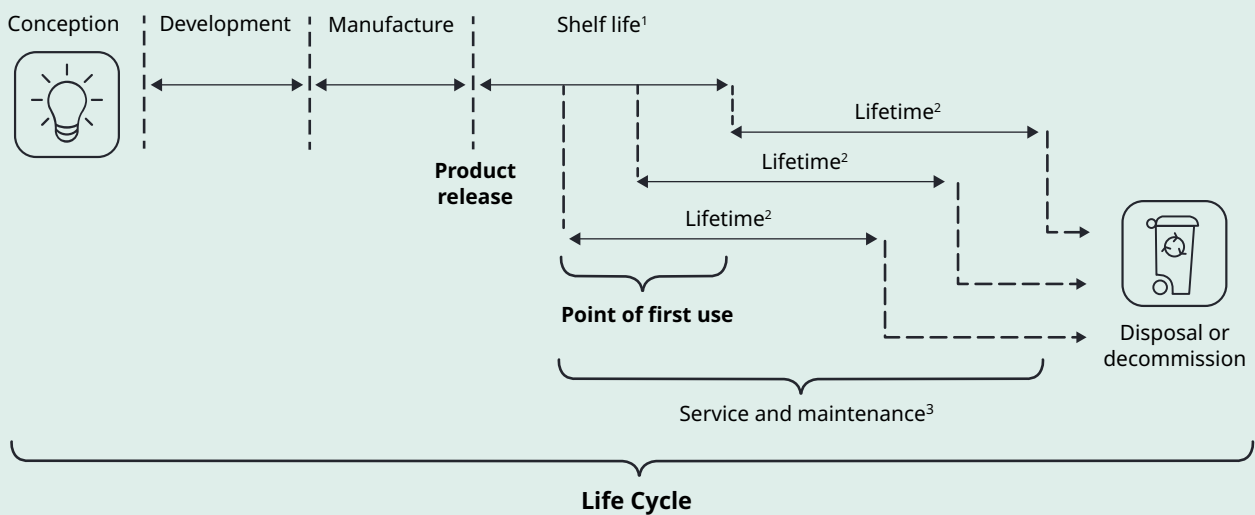 Conception
Development
Manufacture
Shelf life¹
Lifetime²
Product
release
Lifetime²
Lifetime²
Point of first use
Disposal or
decommission
Service and maintenance³
Life Cycle